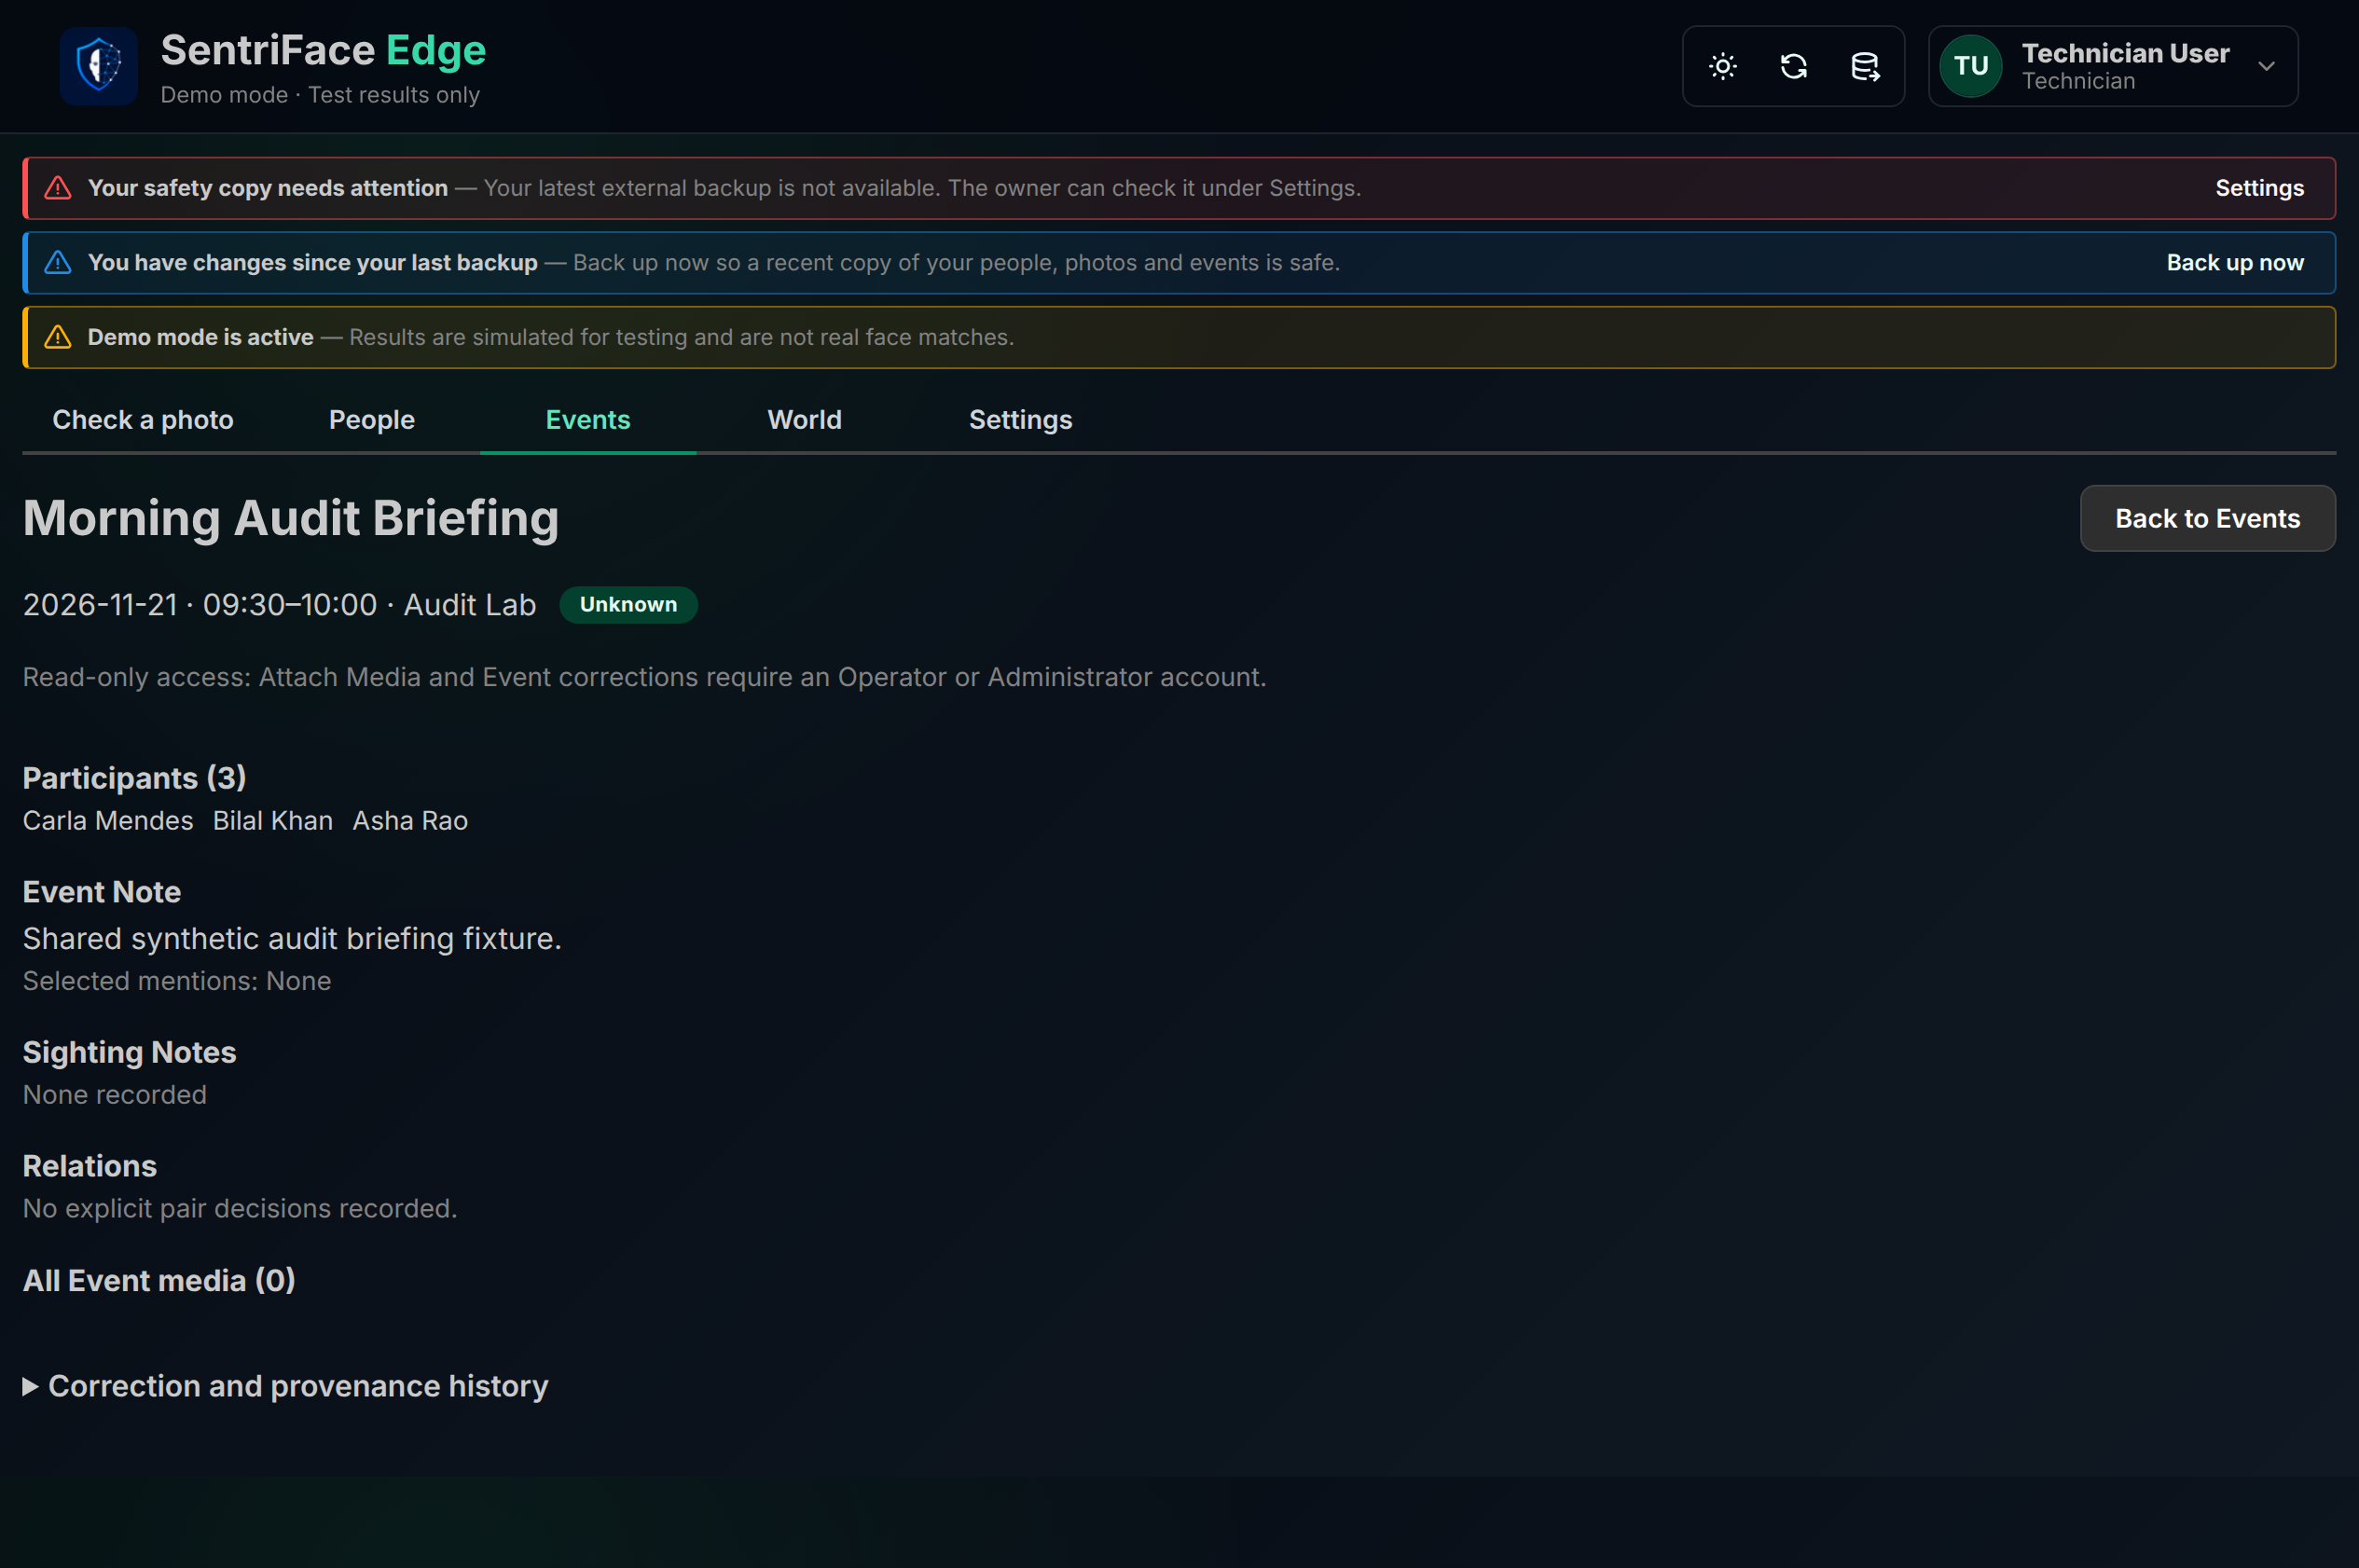 SentriFace Edge
Demo mode · Test results only
TU
Technician User
Technician
Your safety copy needs attention — Your latest external backup is not available. The owner can check it under Settings.
Settings
You have changes since your last backup — Back up now so a recent copy of your people, photos and events is safe.
Back up now
Demo mode is active — Results are simulated for testing and are not real face matches.
Check a photo People Events World Settings
Morning Audit Briefing
Back to Events
2026-11-21 · 09:30–10:00 · Audit Lab Unknown
Read-only access: Attach Media and Event corrections require an Operator or Administrator account.
Participants (3)
Carla Mendes Bilal Khan Asha Rao
Event Note
Shared synthetic audit briefing fixture.
Selected mentions: None
Sighting Notes
None recorded
Relations
No explicit pair decisions recorded.
All Event media (0)
Correction and provenance history